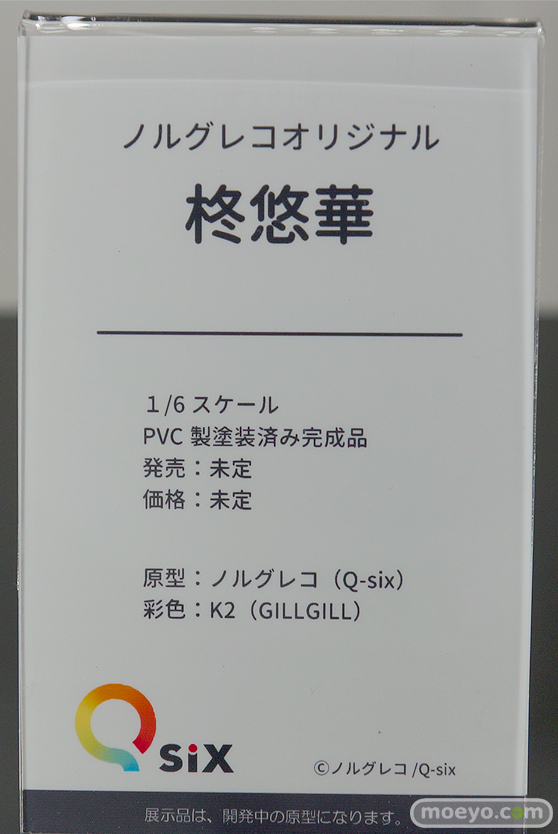 ノルグレコオリジナル
柊悠華
1/6 スケール
PVC 製塗装済み完成品
発売：未定
価格：未定
原型：ノルグレコ（Q-six）
彩色：K2（GILLGILL）
Q siX
©ノルグレコ /Q-six
展示品は、開発中の原型になります。
moeyo.com